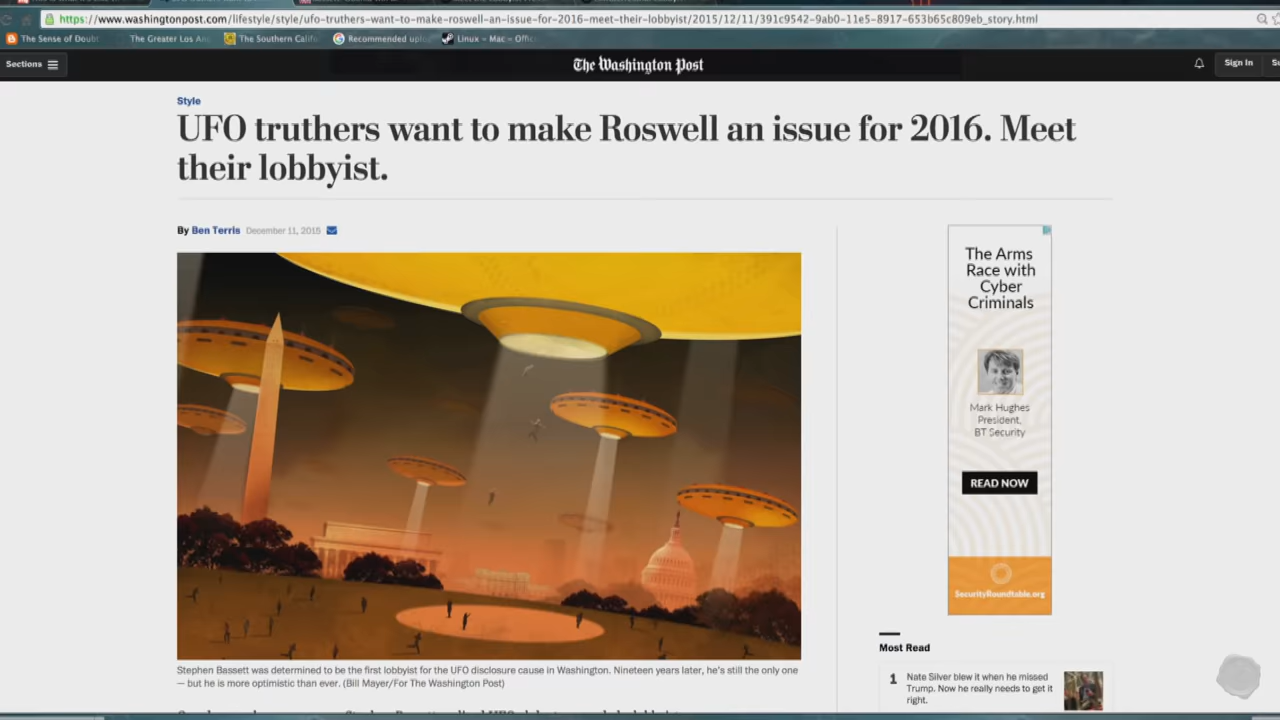 https://www.washingtonpost.com/lifestyle/style/ufo-truthers-want-to-make-roswell-an-issue-for-2016-meet-their-lobbyist/2015/12/11/391c9542-9ab0-11e5-8917-653b65c809eb_story.html
The Sense of Doubt The Greater Los An The Southern Calif Recommended uplo Linux – Mac – Offic
Sections The Washington Post Sign In Su
Style
UFO truthers want to make Roswell an issue for 2016. Meet
their lobbyist.
By Ben Terris December 11, 2015
Stephen Bassett was determined to be the first lobbyist for the UFO disclosure cause in Washington. Nineteen years later, he's still the only one
— but he is more optimistic than ever. (Bill Mayer/For The Washington Post)
The Arms
Race with
Cyber
Criminals
Mark Hughes
President,
BT Security
READ NOW
SecurityRoundtable.org
Most Read
1 Nate Silver blew it when he missed
Trump. Now he really needs to get it
right.